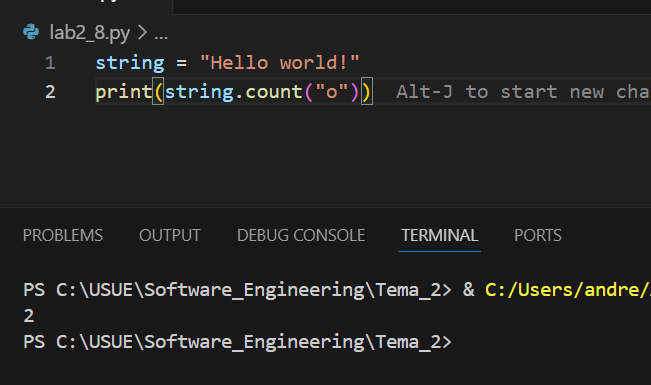 lab2_8.py > ...
1 string = "Hello world!"
2 print(string.count("o")) Alt-J to start new cha
PROBLEMS OUTPUT DEBUG CONSOLE TERMINAL PORTS
PS C:\USUE\Software_Engineering\Tema_2> & C:/Users/andre/
2
PS C:\USUE\Software_Engineering\Tema_2>